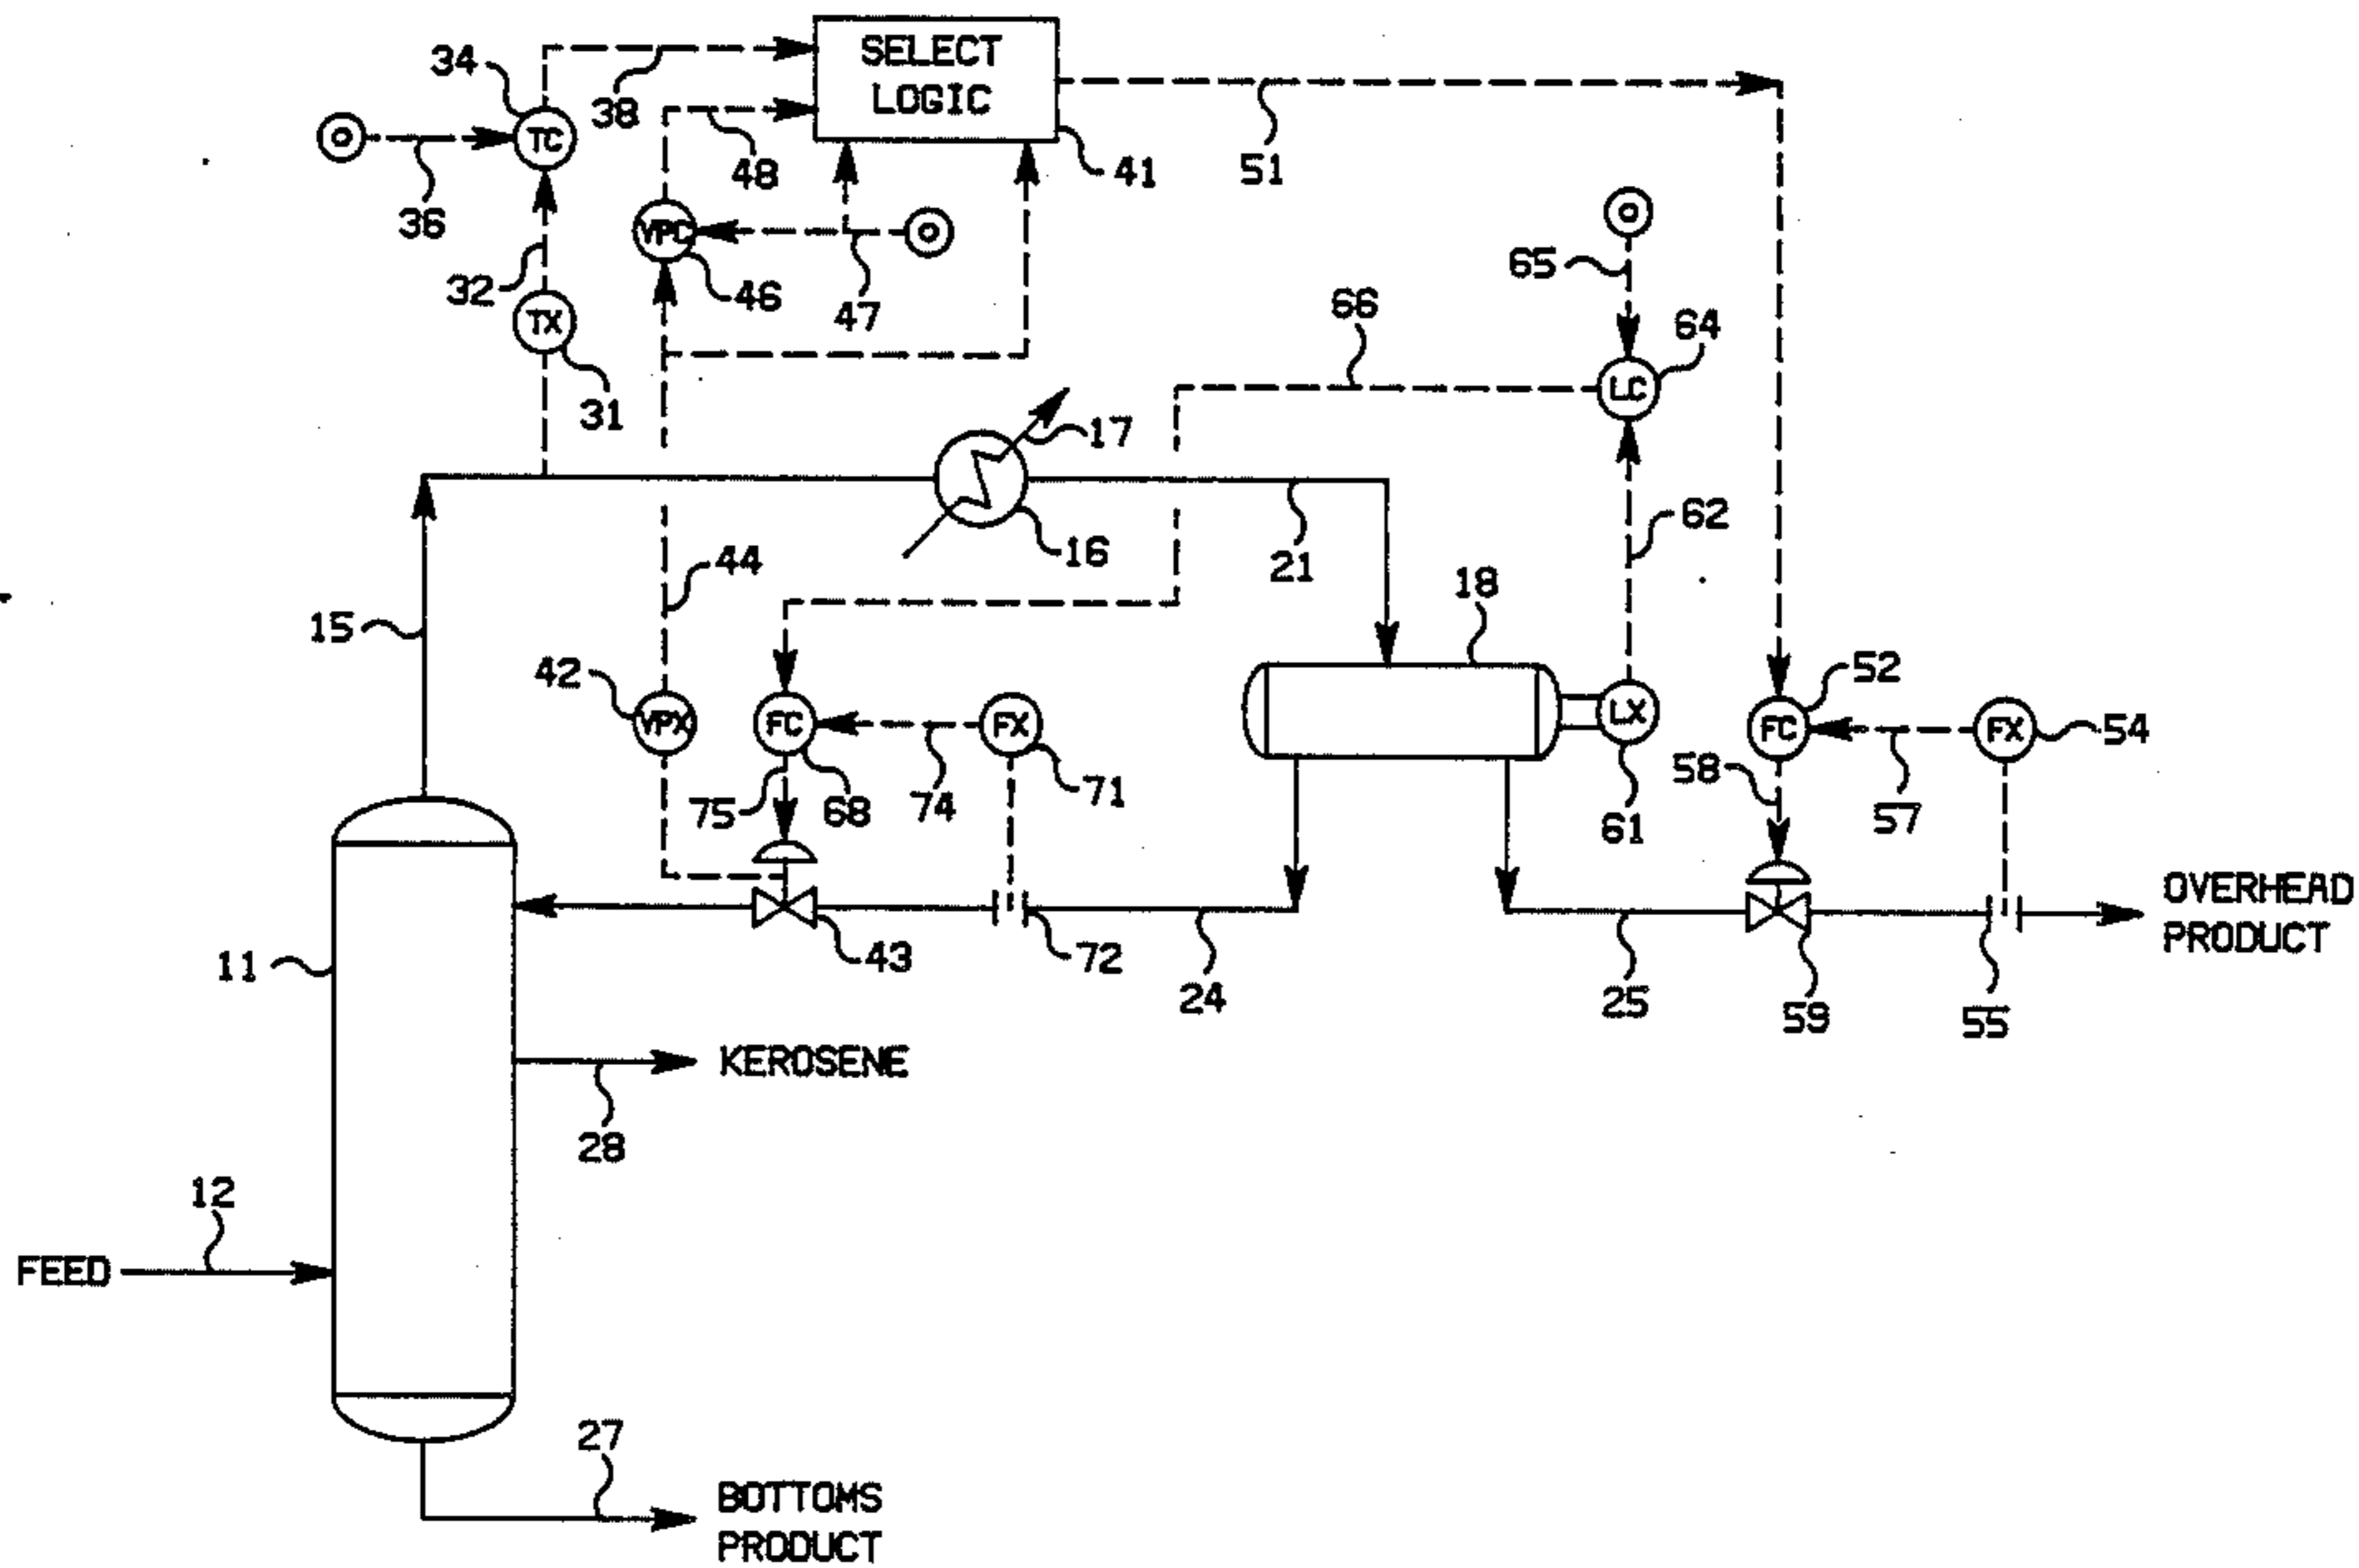 SELECT
LOGIC
34
38
TC
36
48
41
51
VPC
32
46
47
65
66
64
TX
LC
31
17
62
16
21
44
18
15
42
52
VPX
FC
FX
LX
FC
FX
54
75
68
74
71
61
58
57
OVERHEAD
PRODUCT
11
43
72
24
25
59
55
KEROSENE
28
12
FEED
27
BOTTOMS
PRODUCT